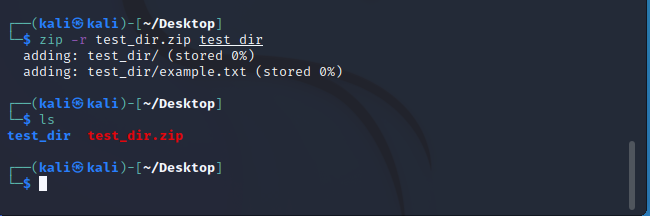 ┌──(kali㉿kali)-[~/Desktop]
└─$ zip -r test_dir.zip test_dir
  adding: test_dir/ (stored 0%)
  adding: test_dir/example.txt (stored 0%)
┌──(kali㉿kali)-[~/Desktop]
└─$ ls
test_dir  test_dir.zip
┌──(kali㉿kali)-[~/Desktop]
└─$